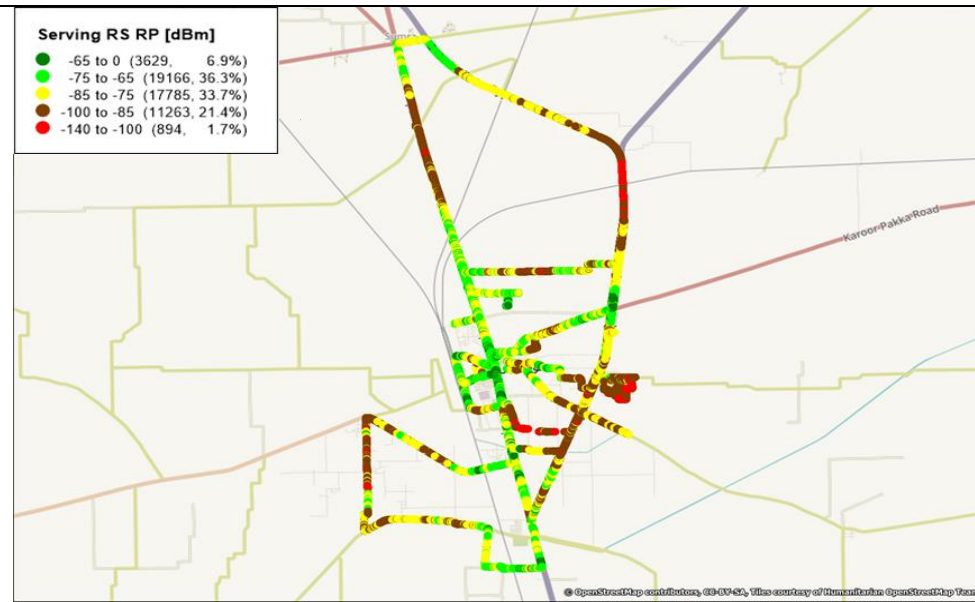 Serving RS RP [dBm]
-65 to 0 (3629, 6.9%)
-75 to -65 (19166, 36.3%)
-85 to -75 (17785, 33.7%)
-100 to -85 (11263, 21.4%)
-140 to -100 (894, 1.7%)
Karoor Pakka Road
© OpenStreetMap contributors, CC-BY-SA, Tiles courtesy of Humanitarian OpenStreetMap Tea